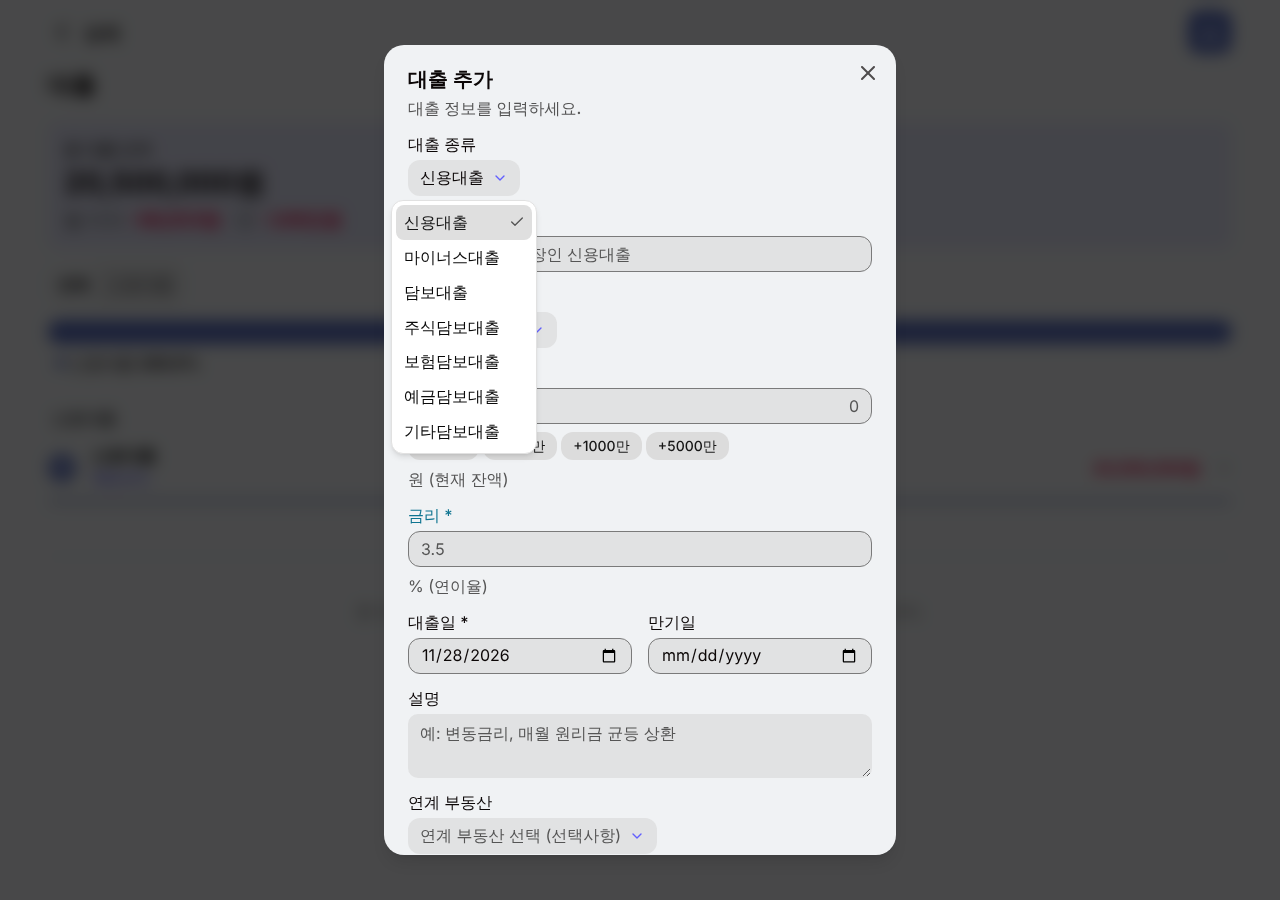 대출 추가
대출 정보를 입력하세요.
대출 종류
신용대출
신용대출
마이너스대출
담보대출
주식담보대출
보험담보대출
예금담보대출
기타담보대출
신용대출
0
만
+1000만
+5000만
원 (현재 잔액)
금리 *
3.5
% (연이율)
대출일 *
만기일
11/28/2026
mm/dd/yyyy
설명
예: 변동금리, 매월 원리금 균등 상환
연계 부동산
연계 부동산 선택 (선택사항)